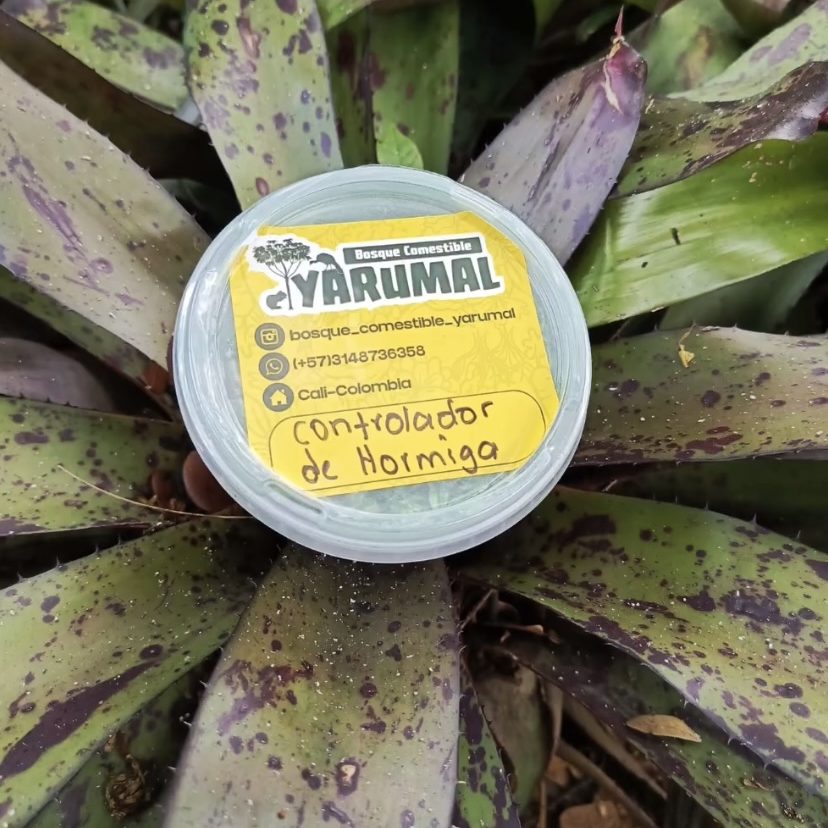 Bosque Comestible
YARUMAL
bosque_comestible_yarumal
(+57)3148736358
Cali-Colombia
Controlador
de Hormiga